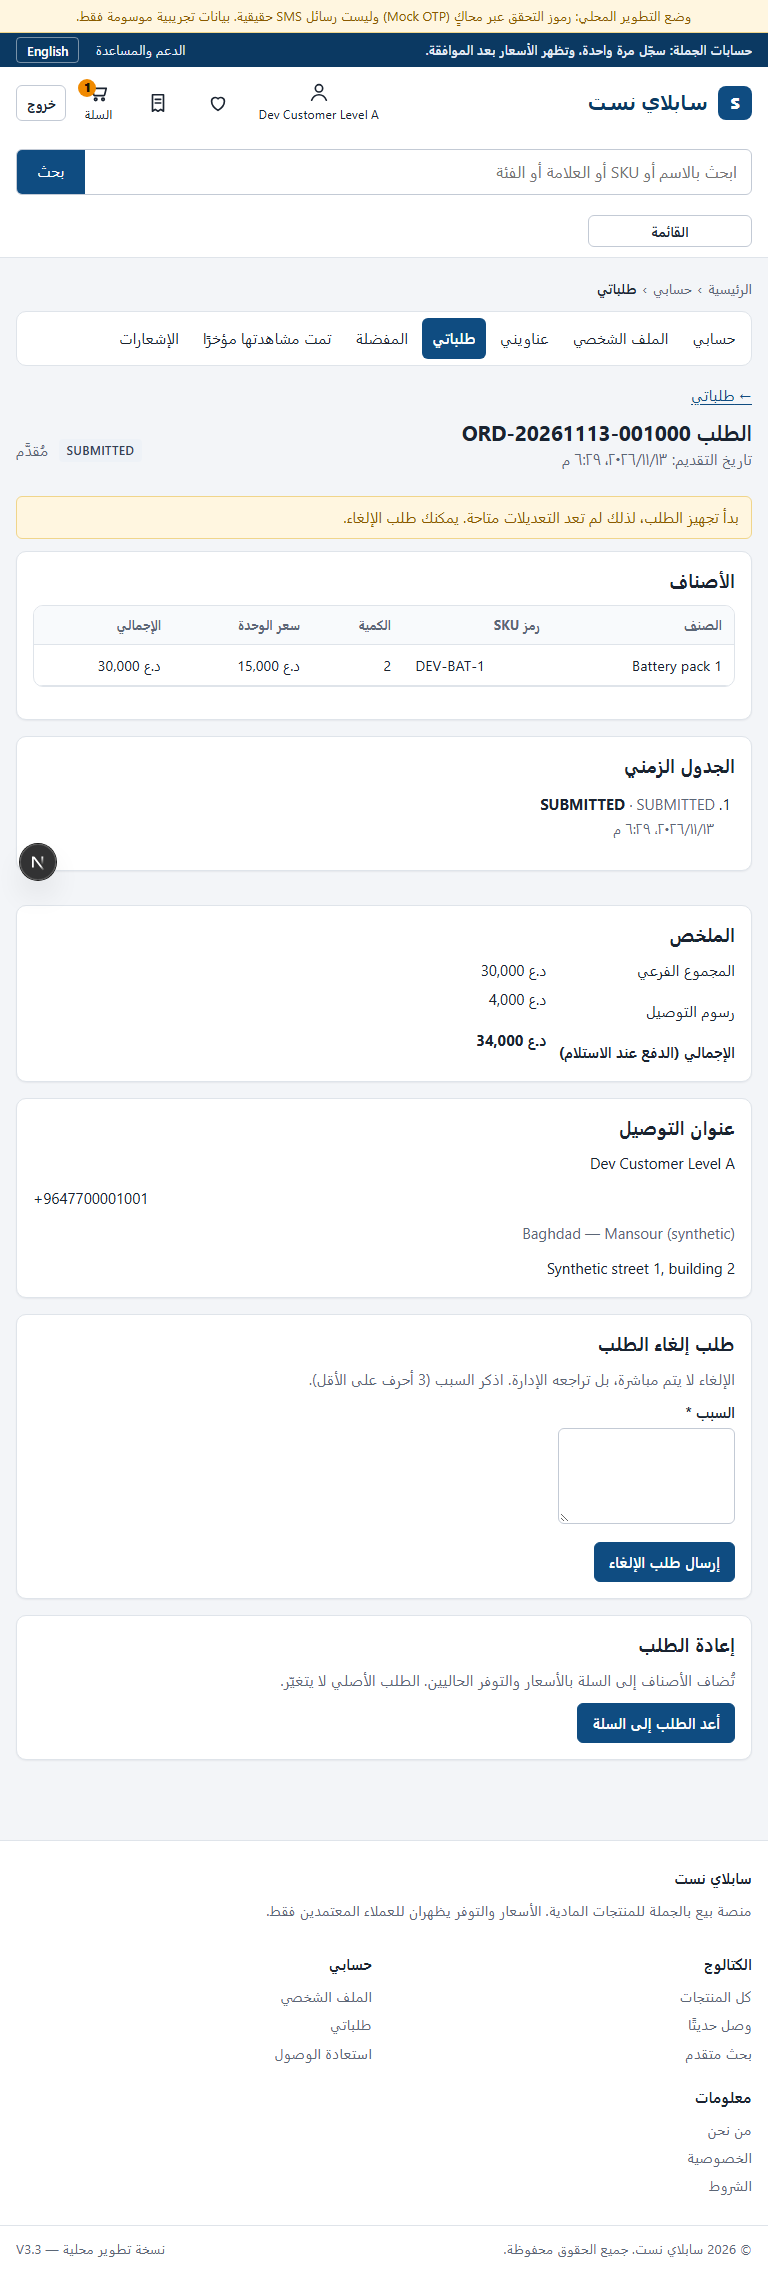 وضع التطوير المحلي: رموز التحقق عبر محاكٍ (Mock OTP) وليست رسائل SMS حقيقية. بيانات تجريبية موسومة فقط.
حسابات الجملة: سجّل مرة واحدة، وتظهر الأسعار بعد الموافقة.
الدعم والمساعدة
English
S
سابلاي نست
Dev Customer Level A
1
السلة
خروج
ابحث بالاسم أو SKU أو العلامة أو الفئة
بحث
القائمة
الرئيسية › حسابي › طلباتي
حسابي الملف الشخصي عناويني طلباتي المفضلة تمت مشاهدتها مؤخرًا الإشعارات
← طلباتي
الطلب ORD-20261113-001000
تاريخ التقديم: ١٣‏/١١‏/٢٠٢٦، ٦:٢٩ م
SUBMITTED مُقدَّم
بدأ تجهيز الطلب، لذلك لم تعد التعديلات متاحة. يمكنك طلب الإلغاء.
الأصناف
الصنف رمز SKU الكمية سعر الوحدة الإجمالي
Battery pack 1 DEV-BAT-1 2 15,000 د.ع 30,000 د.ع
الجدول الزمني
1. SUBMITTED · SUBMITTED
١٣‏/١١‏/٢٠٢٦، ٦:٢٩ م
N
الملخص
المجموع الفرعي 30,000 د.ع
رسوم التوصيل 4,000 د.ع
الإجمالي (الدفع عند الاستلام) 34,000 د.ع
عنوان التوصيل
Dev Customer Level A
+9647700001001
Baghdad — Mansour (synthetic)
Synthetic street 1, building 2
طلب إلغاء الطلب
الإلغاء لا يتم مباشرة، بل تراجعه الإدارة. اذكر السبب (3 أحرف على الأقل).
السبب *
إرسال طلب الإلغاء
إعادة الطلب
تُضاف الأصناف إلى السلة بالأسعار والتوفر الحاليين. الطلب الأصلي لا يتغيّر.
أعد الطلب إلى السلة
سابلاي نست
منصة بيع بالجملة للمنتجات المادية. الأسعار والتوفر يظهران للعملاء المعتمدين فقط.
الكتالوج
كل المنتجات
وصل حديثًا
بحث متقدم
حسابي
الملف الشخصي
طلباتي
استعادة الوصول
معلومات
من نحن
الخصوصية
الشروط
© 2026 سابلاي نست. جميع الحقوق محفوظة.
نسخة تطوير محلية — V3.3